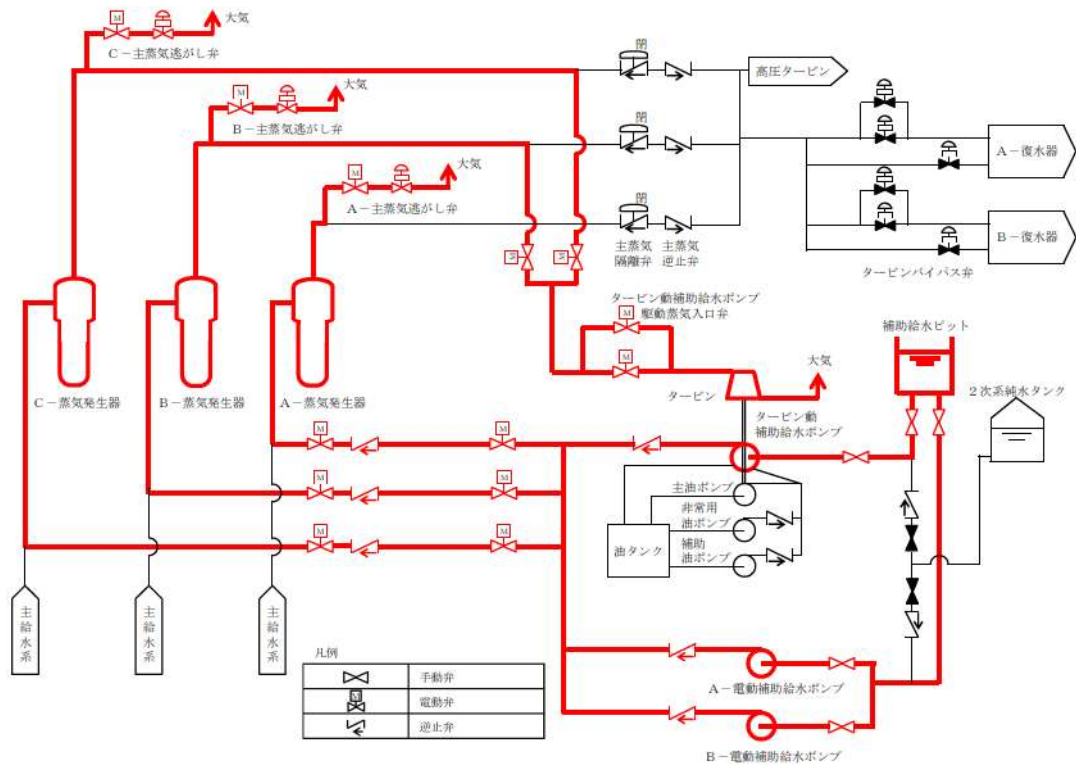 M
大気
C－主蒸気逃がし弁
M
大気
B－主蒸気逃がし弁
M
大気
A－主蒸気逃がし弁
閉
閉
閉
主蒸気
隔離弁
主蒸気
逆止弁
高圧タービン
A－復水器
B－復水器
タービンバイパス弁
M
M
タービン動補助給水ポンプ
駆動蒸気入口弁
M
M
大気
タービン
補助給水ピット
2次系純水タンク
C－蒸気発生器
B－蒸気発生器
A－蒸気発生器
タービン動
補助給水ポンプ
M
M
M
M
M
M
主油ポンプ
非常用
油ポンプ
補助
油ポンプ
油タンク
主給水系
主給水系
主給水系
凡例
手動弁
M
電動弁
逆止弁
A－電動補助給水ポンプ
B－電動補助給水ポンプ